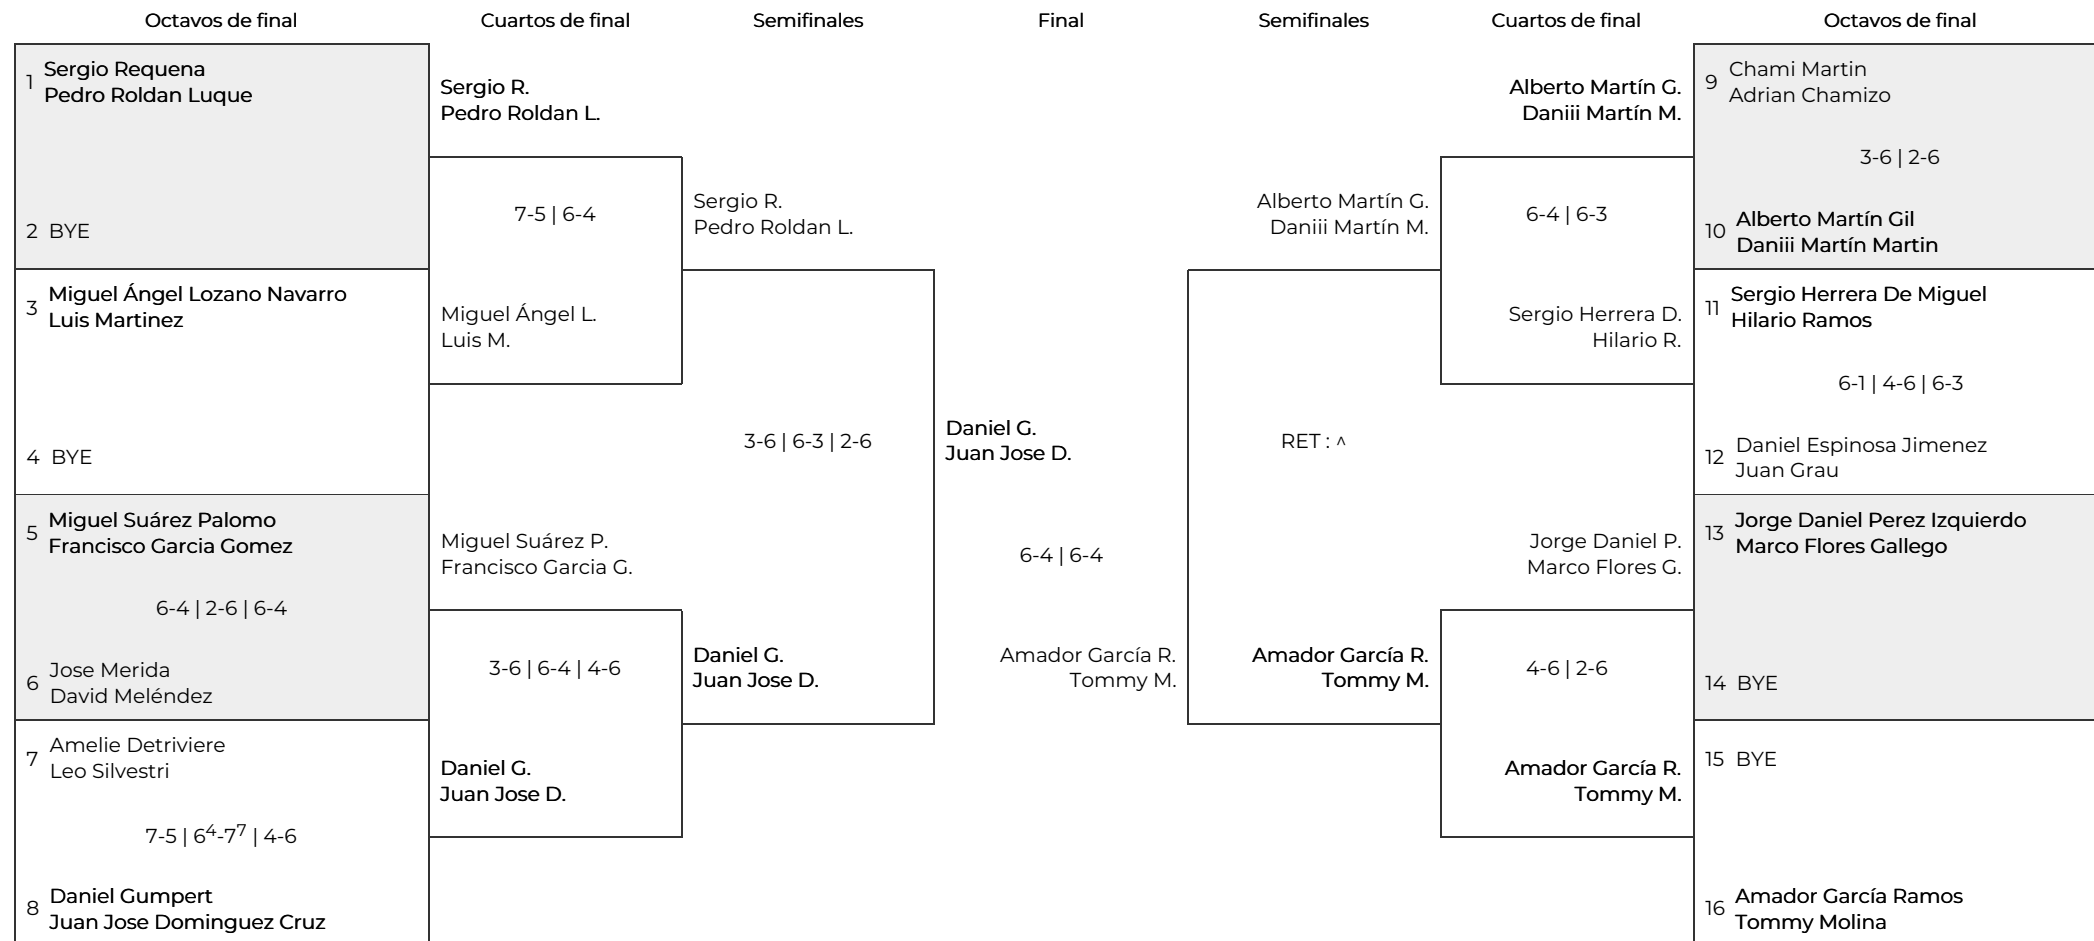 Octavos de final
Cuartos de final
Semifinales
Final
Semifinales
Cuartos de final
Octavos de final
1 Sergio Requena
Pedro Roldan Luque
2 BYE
3 Miguel Ángel Lozano Navarro
Luis Martinez
4 BYE
5 Miguel Suárez Palomo
Francisco Garcia Gomez
6-4 | 2-6 | 6-4
6 Jose Merida
David Meléndez
7 Amelie Detriviere
Leo Silvestri
7-5 | 6⁴-7⁷ | 4-6
8 Daniel Gumpert
Juan Jose Dominguez Cruz
Sergio R.
Pedro Roldan L.
7-5 | 6-4
Miguel Ángel L.
Luis M.
Miguel Suárez P.
Francisco Garcia G.
3-6 | 6-4 | 4-6
Daniel G.
Juan Jose D.
Sergio R.
Pedro Roldan L.
3-6 | 6-3 | 2-6
Daniel G.
Juan Jose D.
Daniel G.
Juan Jose D.
6-4 | 6-4
Amador García R.
Tommy M.
Alberto Martín G.
Daniii Martín M.
RET : ^
Amador García R.
Tommy M.
Alberto Martín G.
Daniii Martín M.
6-4 | 6-3
Sergio Herrera D.
Hilario R.
Jorge Daniel P.
Marco Flores G.
4-6 | 2-6
Amador García R.
Tommy M.
9 Chami Martin
Adrian Chamizo
3-6 | 2-6
10 Alberto Martín Gil
Daniii Martín Martin
11 Sergio Herrera De Miguel
Hilario Ramos
6-1 | 4-6 | 6-3
12 Daniel Espinosa Jimenez
Juan Grau
13 Jorge Daniel Perez Izquierdo
Marco Flores Gallego
14 BYE
15 BYE
16 Amador García Ramos
Tommy Molina